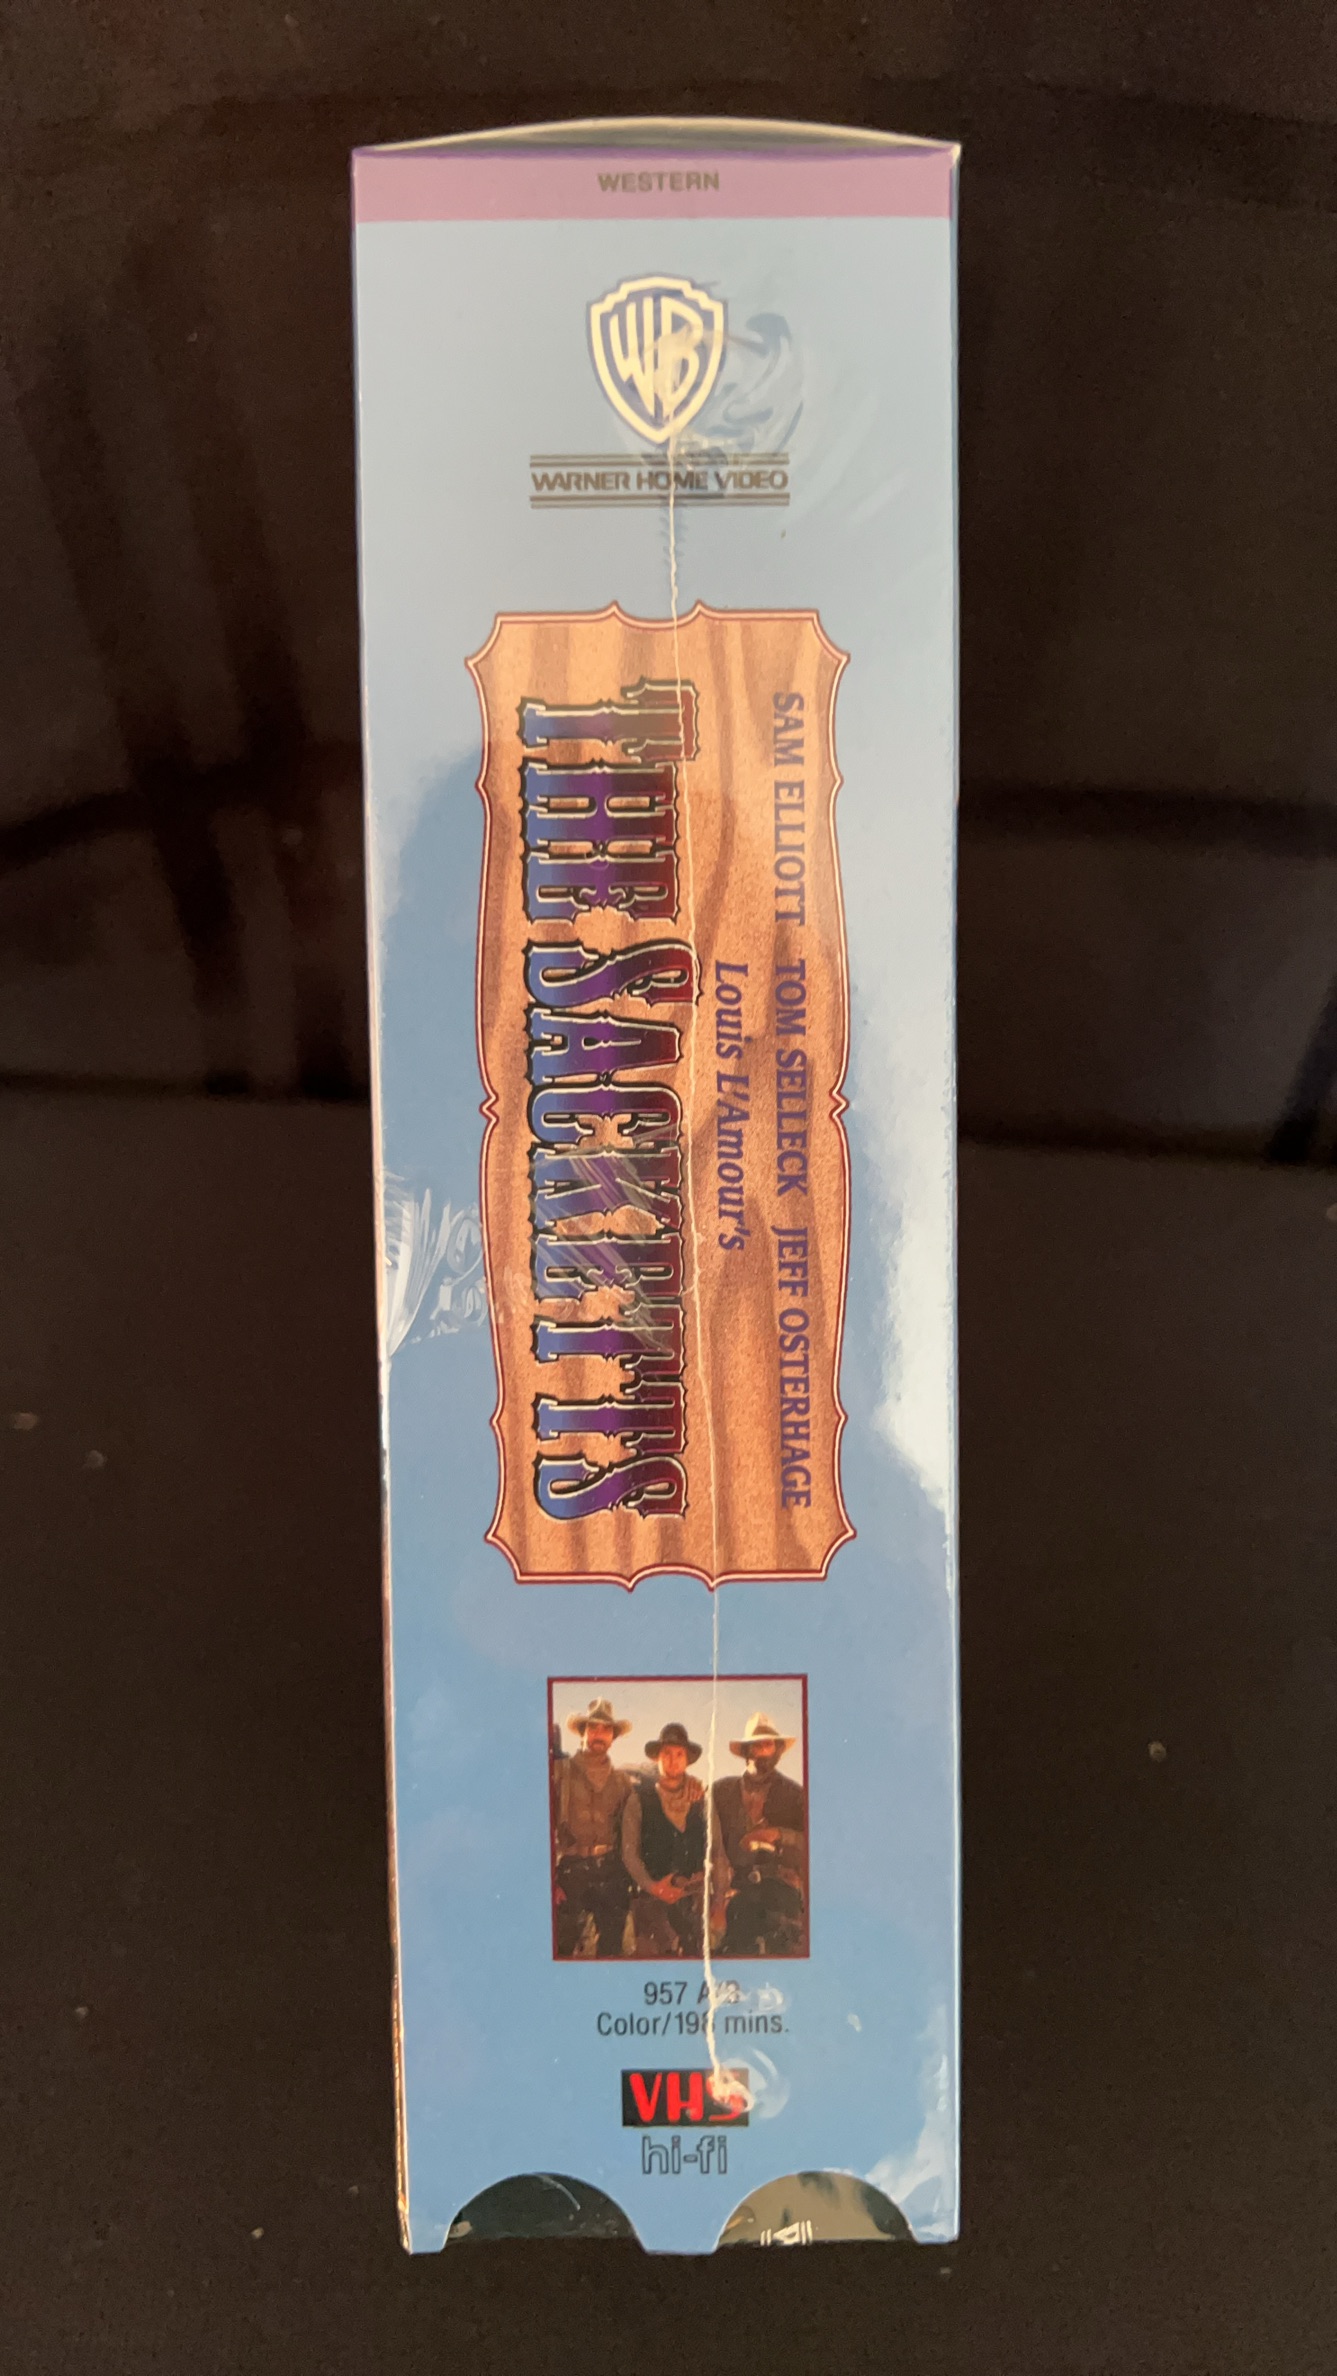 WESTERN
WB
WARNER HOME VIDEO
SAM ELLIOTT TOM SELLECK JEFF OSTERHAGE
Louis L'Amour's
THE SACKETTS
957 A/B
Color/198 mins.
VHS
hi-fi